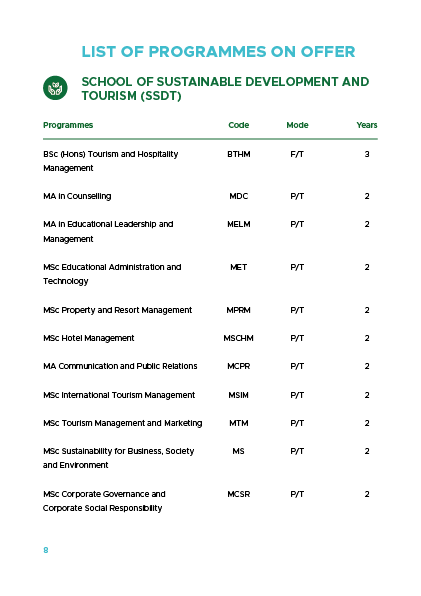 LIST OF PROGRAMMES ON OFFER
SCHOOL OF SUSTAINABLE DEVELOPMENT AND
TOURISM (SSDT)
Programmes Code Mode Years
BSc (Hons) Tourism and Hospitality BTHM F/T 3
Management
MA in Counselling MDC P/T 2
MA in Educational Leadership and MELM P/T 2
Management
MSc Educational Administration and MET P/T 2
Technology
MSc Property and Resort Management MPRM P/T 2
MSc Hotel Management MSCHM P/T 2
MA Communication and Public Relations MCPR P/T 2
MSc International Tourism Management MSIM P/T 2
MSc Tourism Management and Marketing MTM P/T 2
MSc Sustainability for Business, Society MS P/T 2
and Environment
MSc Corporate Governance and MCSR P/T 2
Corporate Social Responsibility
8